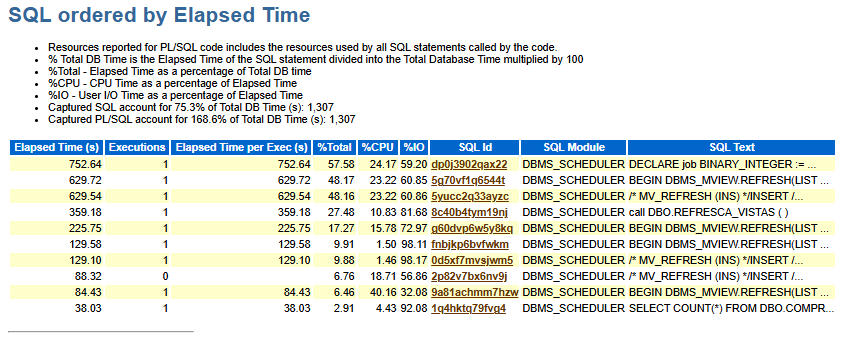 SQL ordered by Elapsed Time
Resources reported for PL/SQL code includes the resources used by all SQL statements called by the code.
% Total DB Time is the Elapsed Time of the SQL statement divided into the Total Database Time multiplied by 100
%Total - Elapsed Time as a percentage of Total DB time
%CPU - CPU Time as a percentage of Elapsed Time
%IO - User I/O Time as a percentage of Elapsed Time
Captured SQL account for 75.3% of Total DB Time (s): 1,307
Captured PL/SQL account for 168.6% of Total DB Time (s): 1,307
Elapsed Time (s) Executions Elapsed Time per Exec (s) %Total %CPU %IO SQL Id SQL Module SQL Text
752.64 1 752.64 57.58 24.17 59.20 dp0j3902qax22 DBMS_SCHEDULER DECLARE job BINARY_INTEGER := ...
629.72 1 629.72 48.17 23.22 60.85 5g70vf1q6544t DBMS_SCHEDULER BEGIN DBMS_MVIEW.REFRESH(LIST ...
629.54 1 629.54 48.16 23.22 60.86 5yucc2q33ayzc DBMS_SCHEDULER /* MV_REFRESH (INS) */INSERT /...
359.18 1 359.18 27.48 10.83 81.68 8c40b4tym19nj DBMS_SCHEDULER call DBO.REFRESCA_VISTAS ( )
225.75 1 225.75 17.27 15.78 72.97 q60dvp6w5y8kq DBMS_SCHEDULER BEGIN DBMS_MVIEW.REFRESH(LIST ...
129.58 1 129.58 9.91 1.50 98.11 fnbjkp6bvfwkm DBMS_SCHEDULER BEGIN DBMS_MVIEW.REFRESH(LIST ...
129.10 1 129.10 9.88 1.46 98.17 0d5xf7mvsjwm5 DBMS_SCHEDULER /* MV_REFRESH (INS) */INSERT /...
88.32 0 6.76 18.71 56.86 2p82v7bx6nv9j DBMS_SCHEDULER /* MV_REFRESH (INS) */INSERT /...
84.43 1 84.43 6.46 40.16 32.08 9a81achmm7hzw DBMS_SCHEDULER BEGIN DBMS_MVIEW.REFRESH(LIST ...
38.03 1 38.03 2.91 4.43 92.08 1q4hktq79fvg4 DBMS_SCHEDULER SELECT COUNT(*) FROM DBO.COMPR...